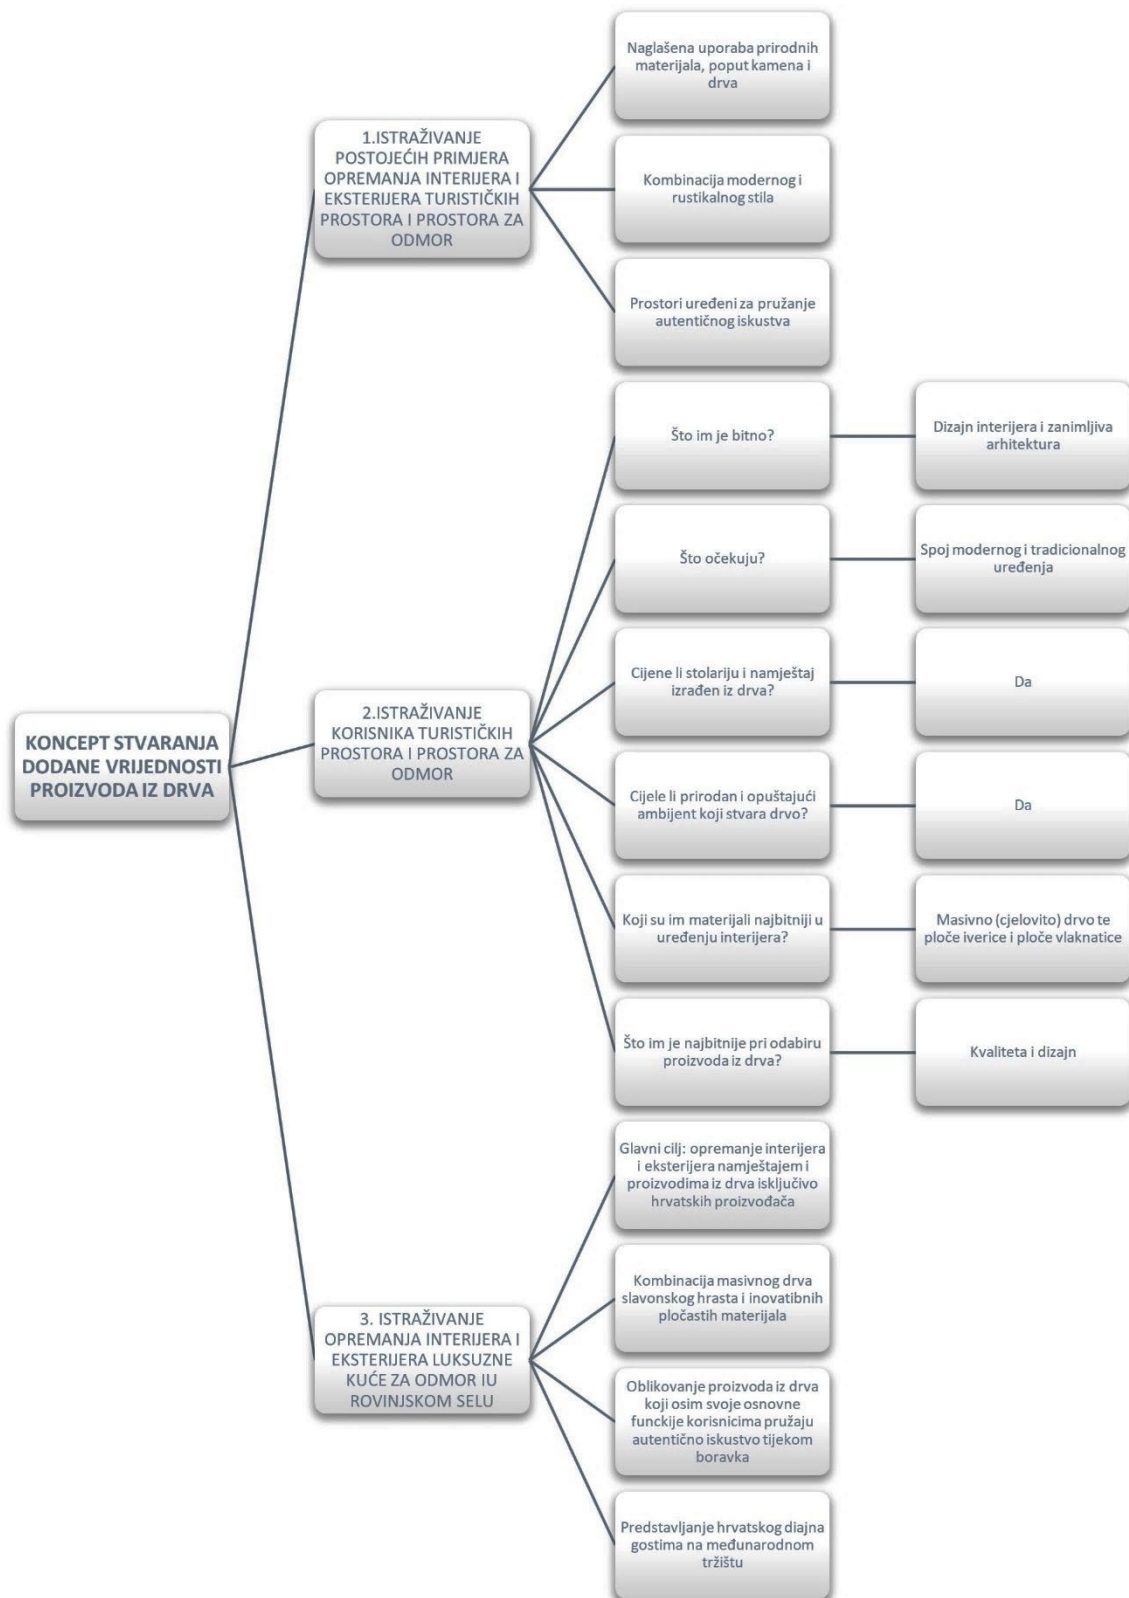 KONCEPT STVARANJA
DODANE VRIJEDNOSTI
PROIZVODA IZ DRVA
1.ISTRAŽIVANJE
POSTOJEĆIH PRIMJERA
OPREMANJA INTERIJERA I
EKSTERIJERA TURISTIČKIH
PROSTORA I PROSTORA ZA
ODMOR
Naglašena uporaba prirodnih
materijala, poput kamena i
drva
Kombinacija modernog i
rustikalnog stila
Prostori uređeni za pružanje
autentičnog iskustva
2.ISTRAŽIVANJE
KORISNIKA TURISTIČKIH
PROSTORA I PROSTORA ZA
ODMOR
Što im je bitno?
Dizajn interijera i zanimljiva
arhitektura
Što očekuju?
Spoj modernog i tradicionalnog
uređenja
Cijene li stolariju i namještaj
izrađen iz drva?
Da
Cijele li prirodan i opuštajući
ambijent koji stvara drvo?
Da
Koji su im materijali najbitniji u
uređenju interijera?
Masivno (cjelovito) drvo te
ploče iverice i ploče vlaknatice
Što im je najbitnije pri odabiru
proizvoda iz drva?
Kvaliteta i dizajn
3. ISTRAŽIVANJE
OPREMANJA INTERIJERA I
EKSTERIJERA LUKSUZNE
KUĆE ZA ODMOR IU
ROVINJSKOM SELU
Glavni cilj: opremanje interijera
i eksterijera namještajem i
proizvodima iz drva isključivo
hrvatskih proizvođača
Kombinacija masivnog drva
slavonskog hrasta i inovatibnih
pločastih materijala
Oblikovanje proizvoda iz drva
koji osim svoje osnovne
funckije korisnicima pružaju
autentično iskustvo tijekom
boravka
Predstavljanje hrvatskog diajna
gostima na međunarodnom
tržištu